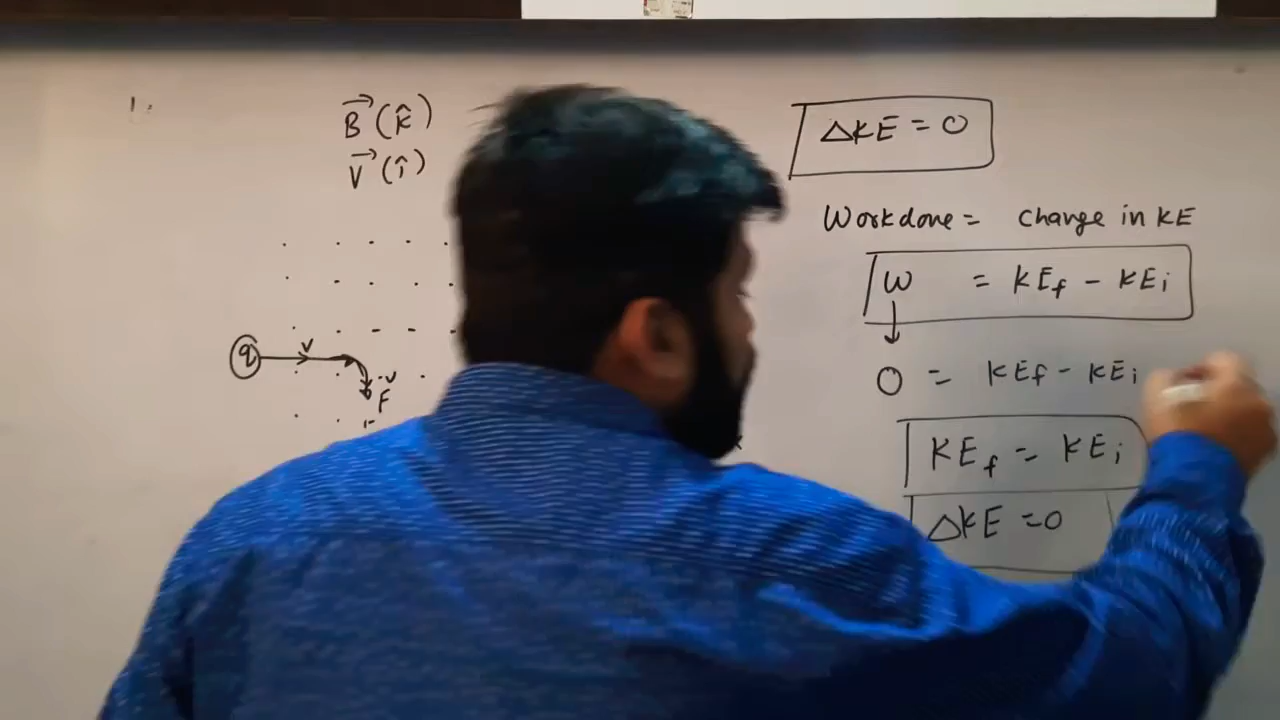 B⃗ (k̂)
V⃗ (î)
q
v
v
F
ΔKE = 0
Workdone = change in KE
W = KEf - KEi
0 = KEf - KEi
KEf = KEi
ΔKE = 0